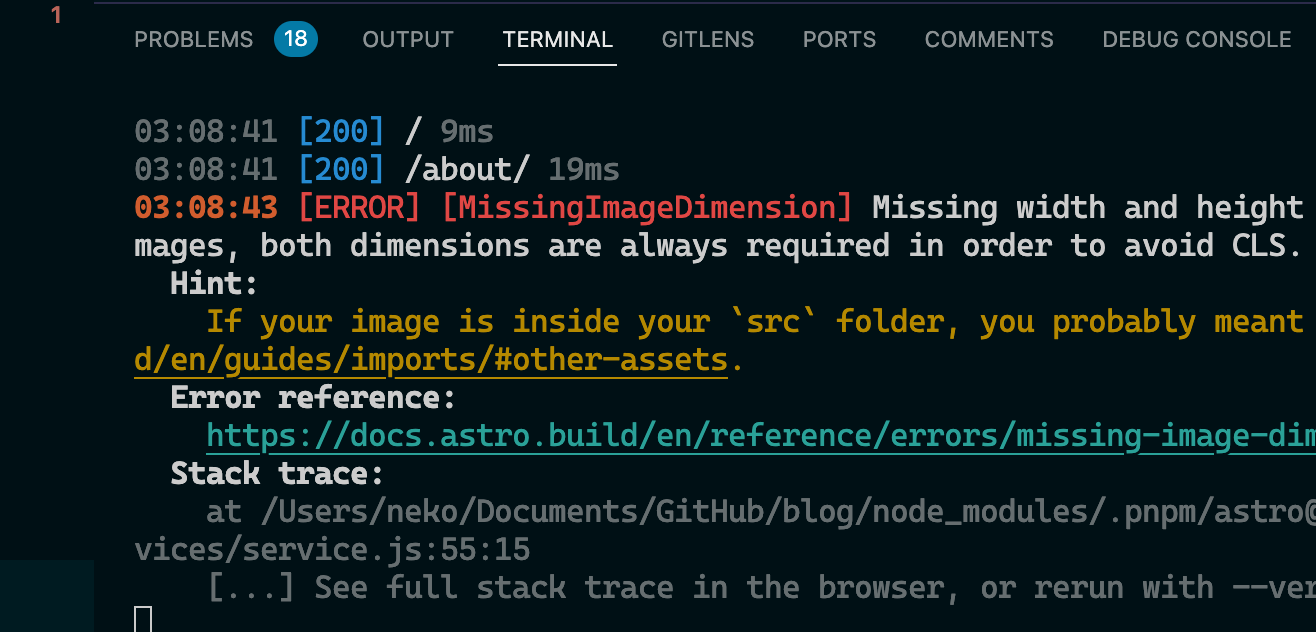 1
PROBLEMS 18 OUTPUT TERMINAL GITLENS PORTS COMMENTS DEBUG CONSOLE
03:08:41 [200] / 9ms
03:08:41 [200] /about/ 19ms
03:08:43 [ERROR] [MissingImageDimension] Missing width and height
mages, both dimensions are always required in order to avoid CLS.
Hint:
If your image is inside your `src` folder, you probably meant
d/en/guides/imports/#other-assets.
Error reference:
https://docs.astro.build/en/reference/errors/missing-image-dim
Stack trace:
at /Users/neko/Documents/GitHub/blog/node_modules/.pnpm/astro@
vices/service.js:55:15
[...] See full stack trace in the browser, or rerun with --ver